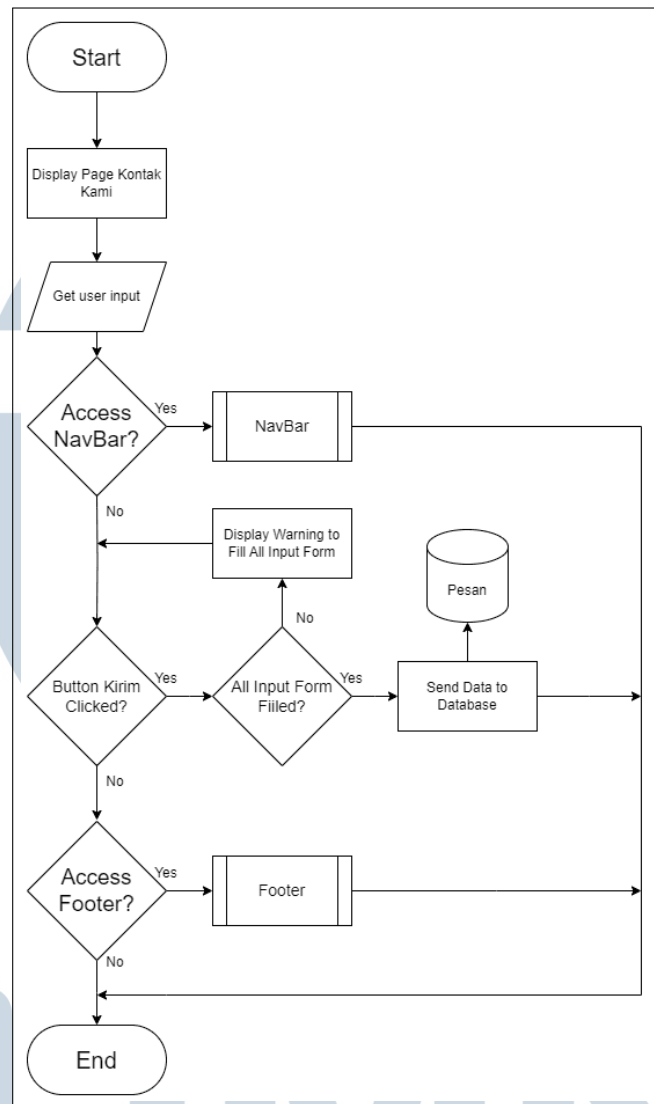 Start
Display Page Kontak
Kami
Get user input
Access
NavBar?
Yes
NavBar
No
Display Warning to
Fill All Input Form
Pesan
No
Button Kirim
Clicked?
Yes
All Input Form
Fiiled?
Yes
Send Data to
Database
No
Access
Footer?
Yes
Footer
No
End